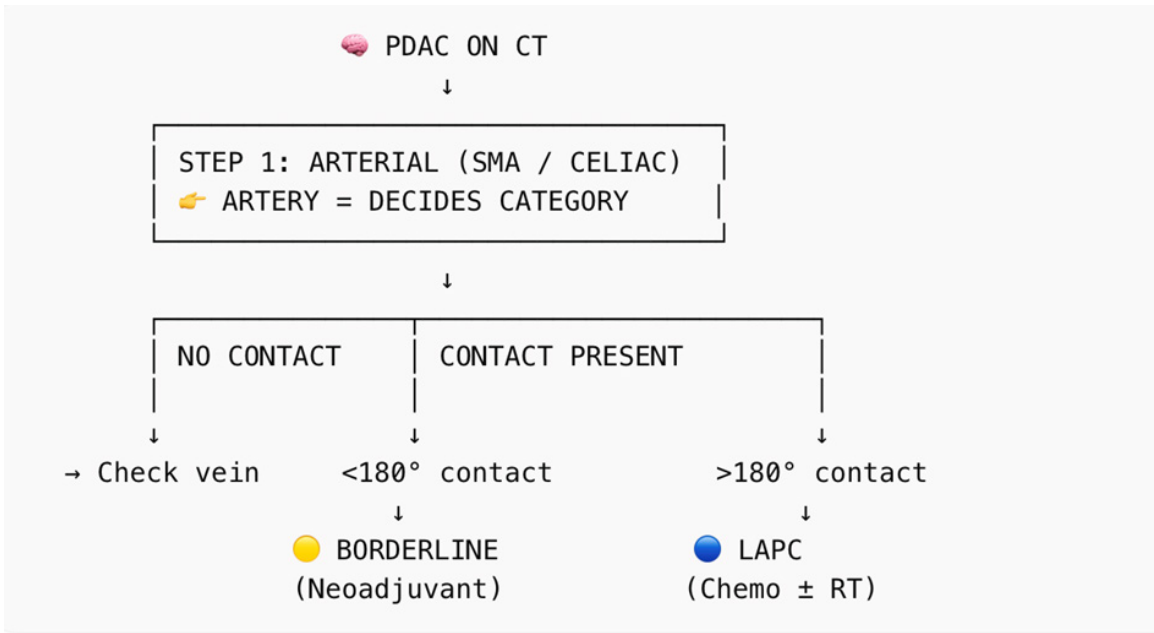 🧠 PDAC ON CT
↓
STEP 1: ARTERIAL (SMA / CELIAC)
👉 ARTERY = DECIDES CATEGORY
↓
NO CONTACT CONTACT PRESENT
↓ ↓ ↓
→ Check vein <180° contact >180° contact
↓ ↓
🟡 BORDERLINE 🔵 LAPC
(Neoadjuvant) (Chemo ± RT)